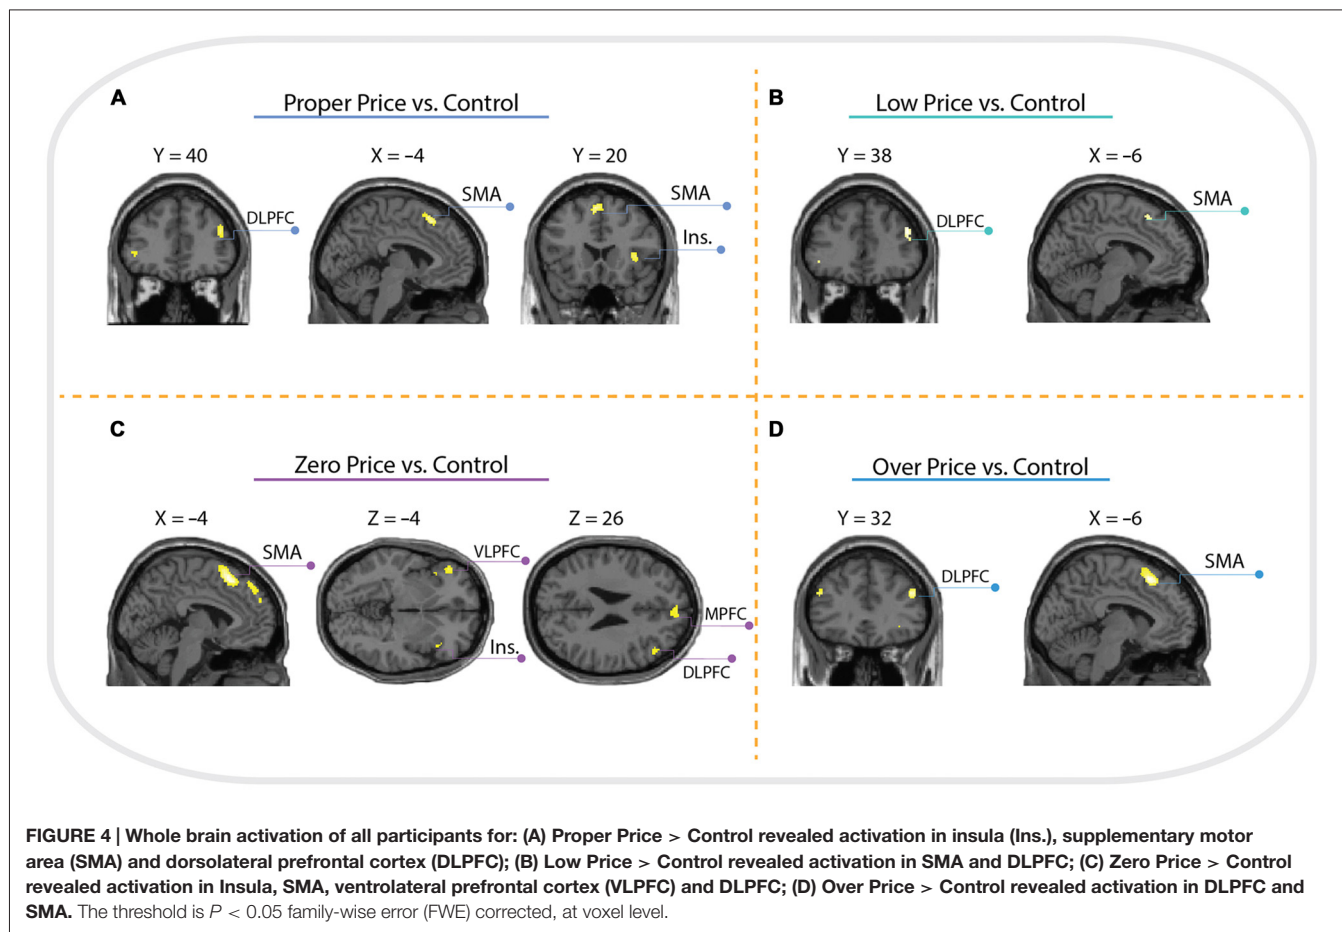 A
Proper Price vs. Control
Y = 40
X = –4
Y = 20
DLPFC
SMA
SMA
Ins.
B
Low Price vs. Control
Y = 38
X = –6
DLPFC
SMA
C
Zero Price vs. Control
X = –4
Z = –4
Z = 26
SMA
VLPFC
Ins.
MPFC
DLPFC
D
Over Price vs. Control
Y = 32
X = –6
DLPFC
SMA
FIGURE 4 | Whole brain activation of all participants for: (A) Proper Price > Control revealed activation in insula (Ins.), supplementary motor
area (SMA) and dorsolateral prefrontal cortex (DLPFC); (B) Low Price > Control revealed activation in SMA and DLPFC; (C) Zero Price > Control
revealed activation in Insula, SMA, ventrolateral prefrontal cortex (VLPFC) and DLPFC; (D) Over Price > Control revealed activation in DLPFC and
SMA. The threshold is P < 0.05 family-wise error (FWE) corrected, at voxel level.